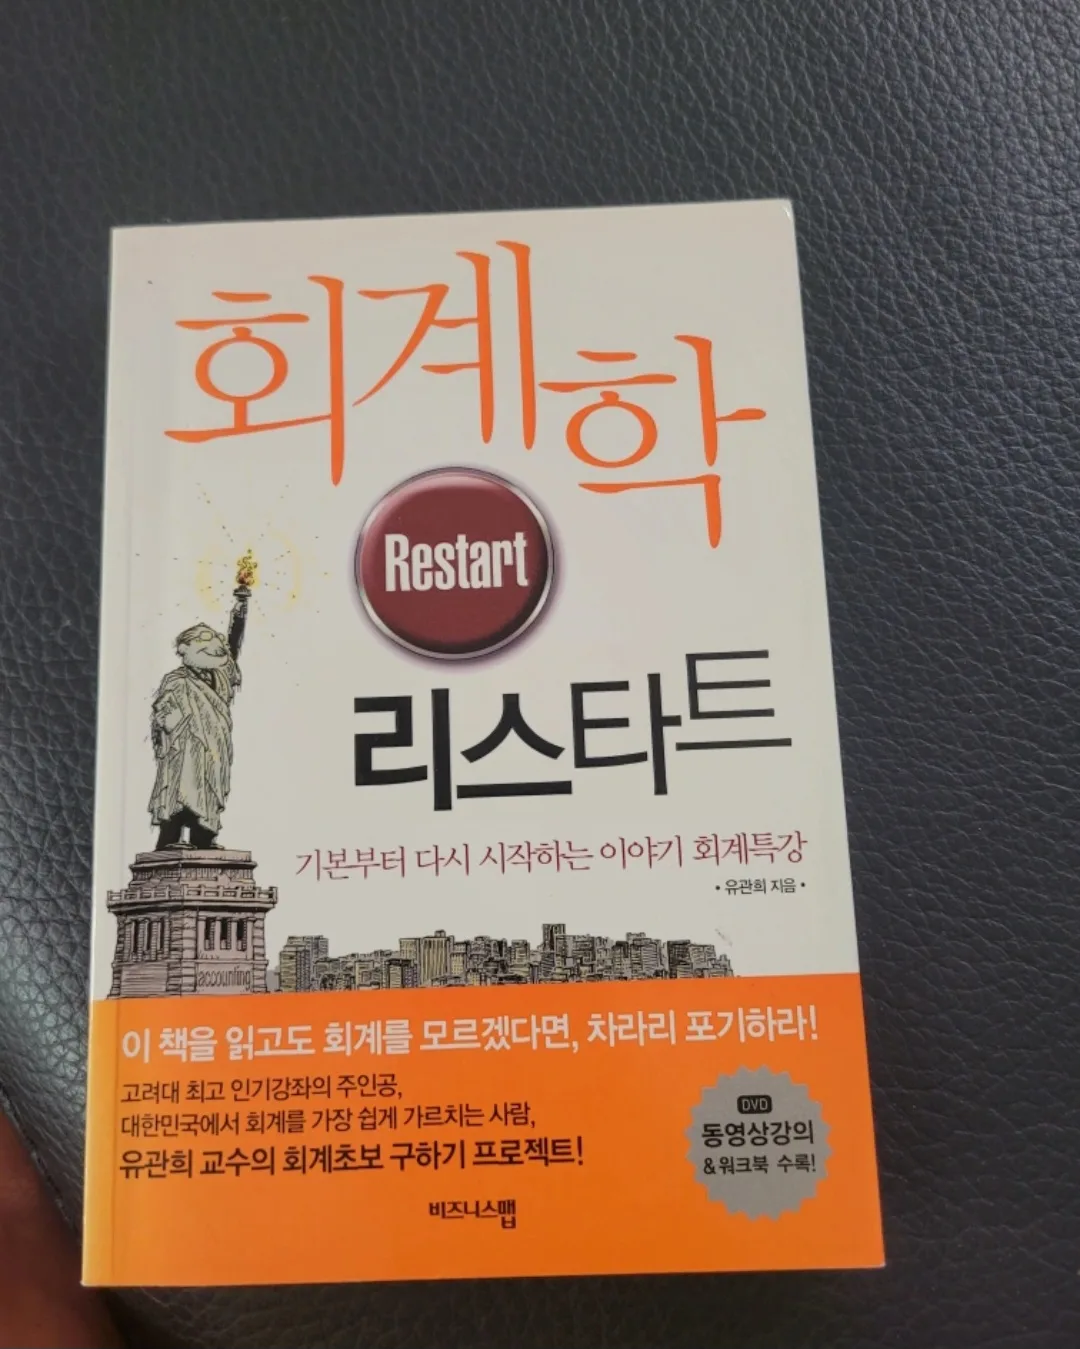 회계학
Restart
리스타트
기본부터 다시 시작하는 이야기 회계특강
• 유관희 지음 •
accounting
이 책을 읽고도 회계를 모르겠다면, 차라리 포기하라!
고려대 최고 인기강좌의 주인공,
대한민국에서 회계를 가장 쉽게 가르치는 사람,
유관희 교수의 회계초보 구하기 프로젝트!
DVD
동영상강의
&워크북 수록!
비즈니스맵